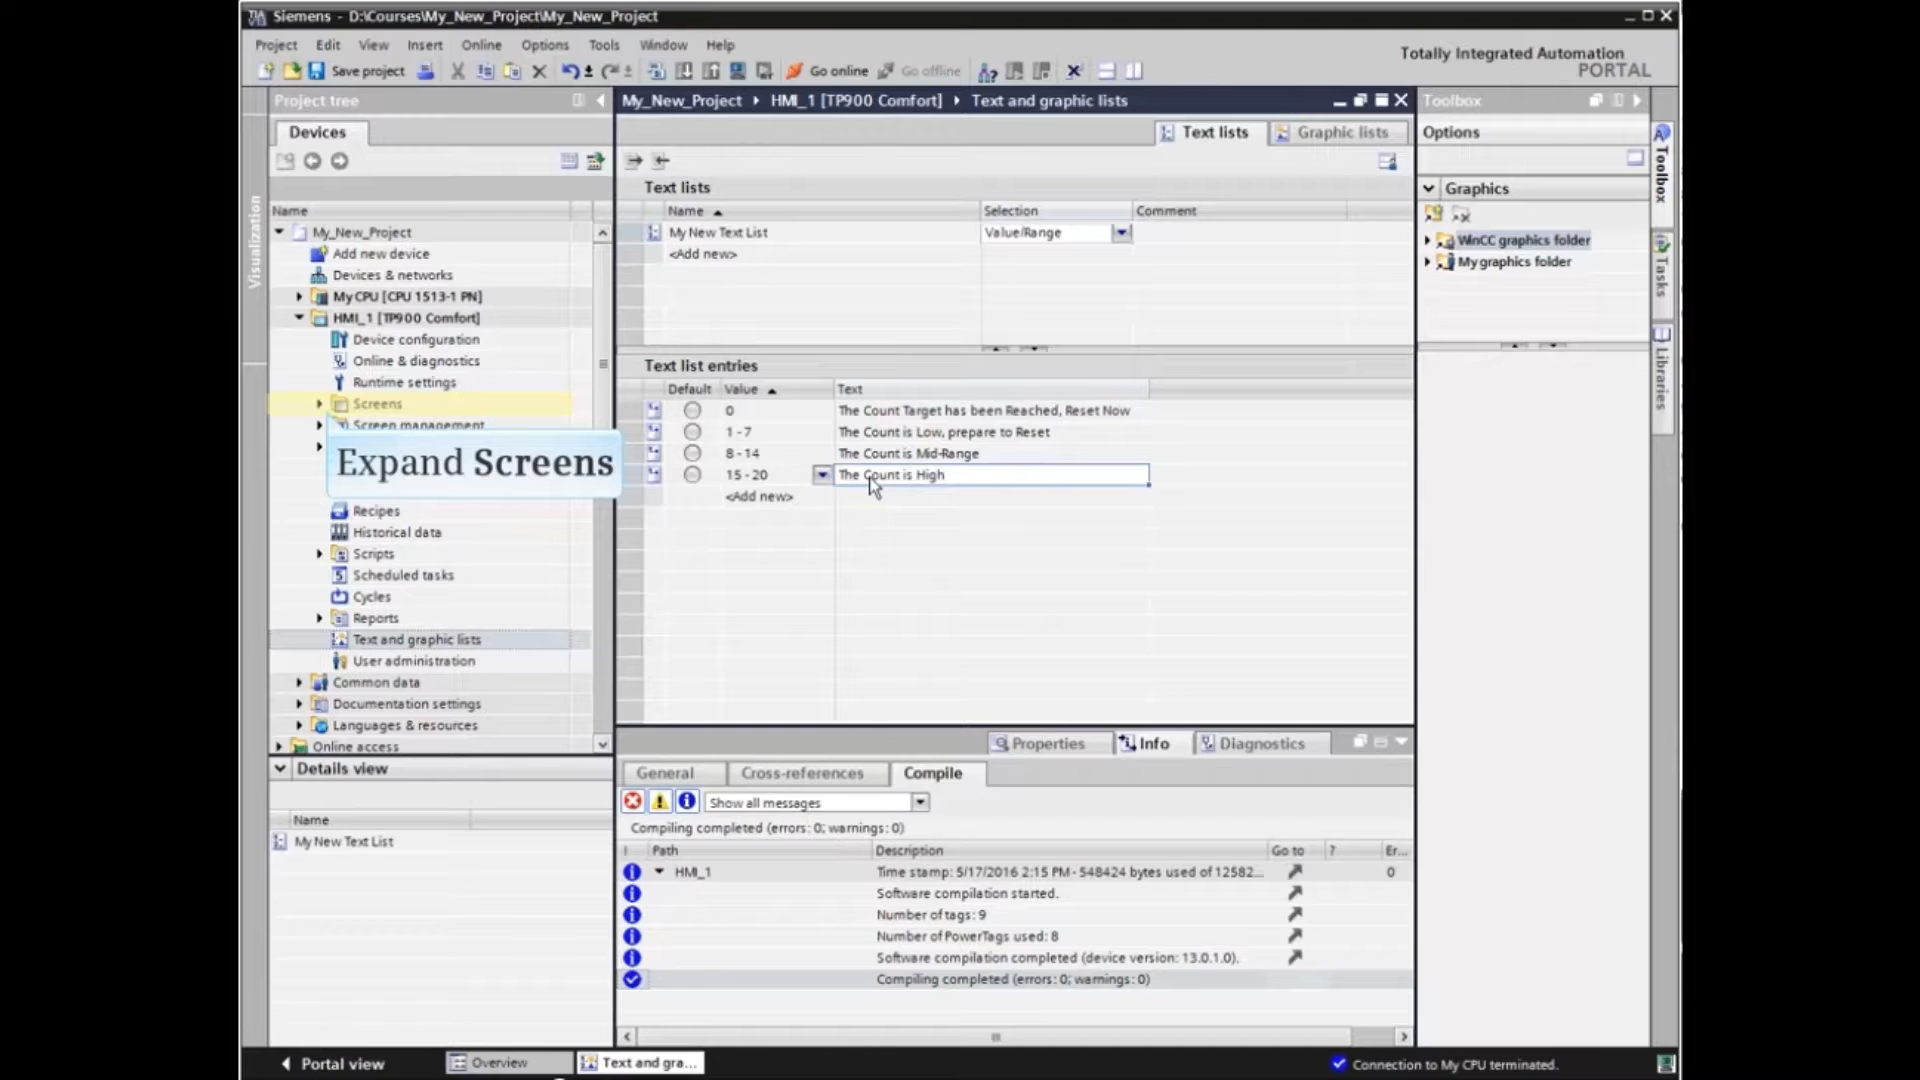 Siemens - D:\Courses\My_New_Project\My_New_Project
Project Edit View Insert Online Options Tools Window Help
Totally Integrated Automation
PORTAL
Save project
Go online
Go offline
Project tree
My_New_Project HMI_1 [TP900 Comfort] Text and graphic lists
Toolbox
Devices
Text lists
Graphic lists
Options
Visualization
Name
My_New_Project
Add new device
Devices & networks
My CPU [CPU 1513-1 PN]
HMI_1 [TP900 Comfort]
Device configuration
Online & diagnostics
Runtime settings
Screens
Screen management
Expand Screens
Recipes
Historical data
Scripts
Scheduled tasks
Cycles
Reports
Text and graphic lists
User administration
Common data
Documentation settings
Languages & resources
Online access
Details view
Name
My New Text List
Text lists
Name Selection Comment
My New Text List Value/Range
<Add new>
Text list entries
Default Value Text
0 The Count Target has been Reached, Reset Now
1 - 7 The Count is Low, prepare to Reset
8 - 14 The Count is Mid-Range
15 - 20 The Count is High
<Add new>
Properties Info Diagnostics
General Cross-references Compile
Show all messages
Compiling completed (errors: 0; warnings: 0)
! Path Description Go to ? Er...
HMI_1 Time stamp: 5/17/2016 2:15 PM - 548424 bytes used of 12582... 0
Software compilation started.
Number of tags: 9
Number of PowerTags used: 8
Software compilation completed (device version: 13.0.1.0).
Compiling completed (errors: 0; warnings: 0)
Graphics
WinCC graphics folder
My graphics folder
Toolbox
Tasks
Libraries
Portal view
Overview
Text and gra...
Connection to My CPU terminated.